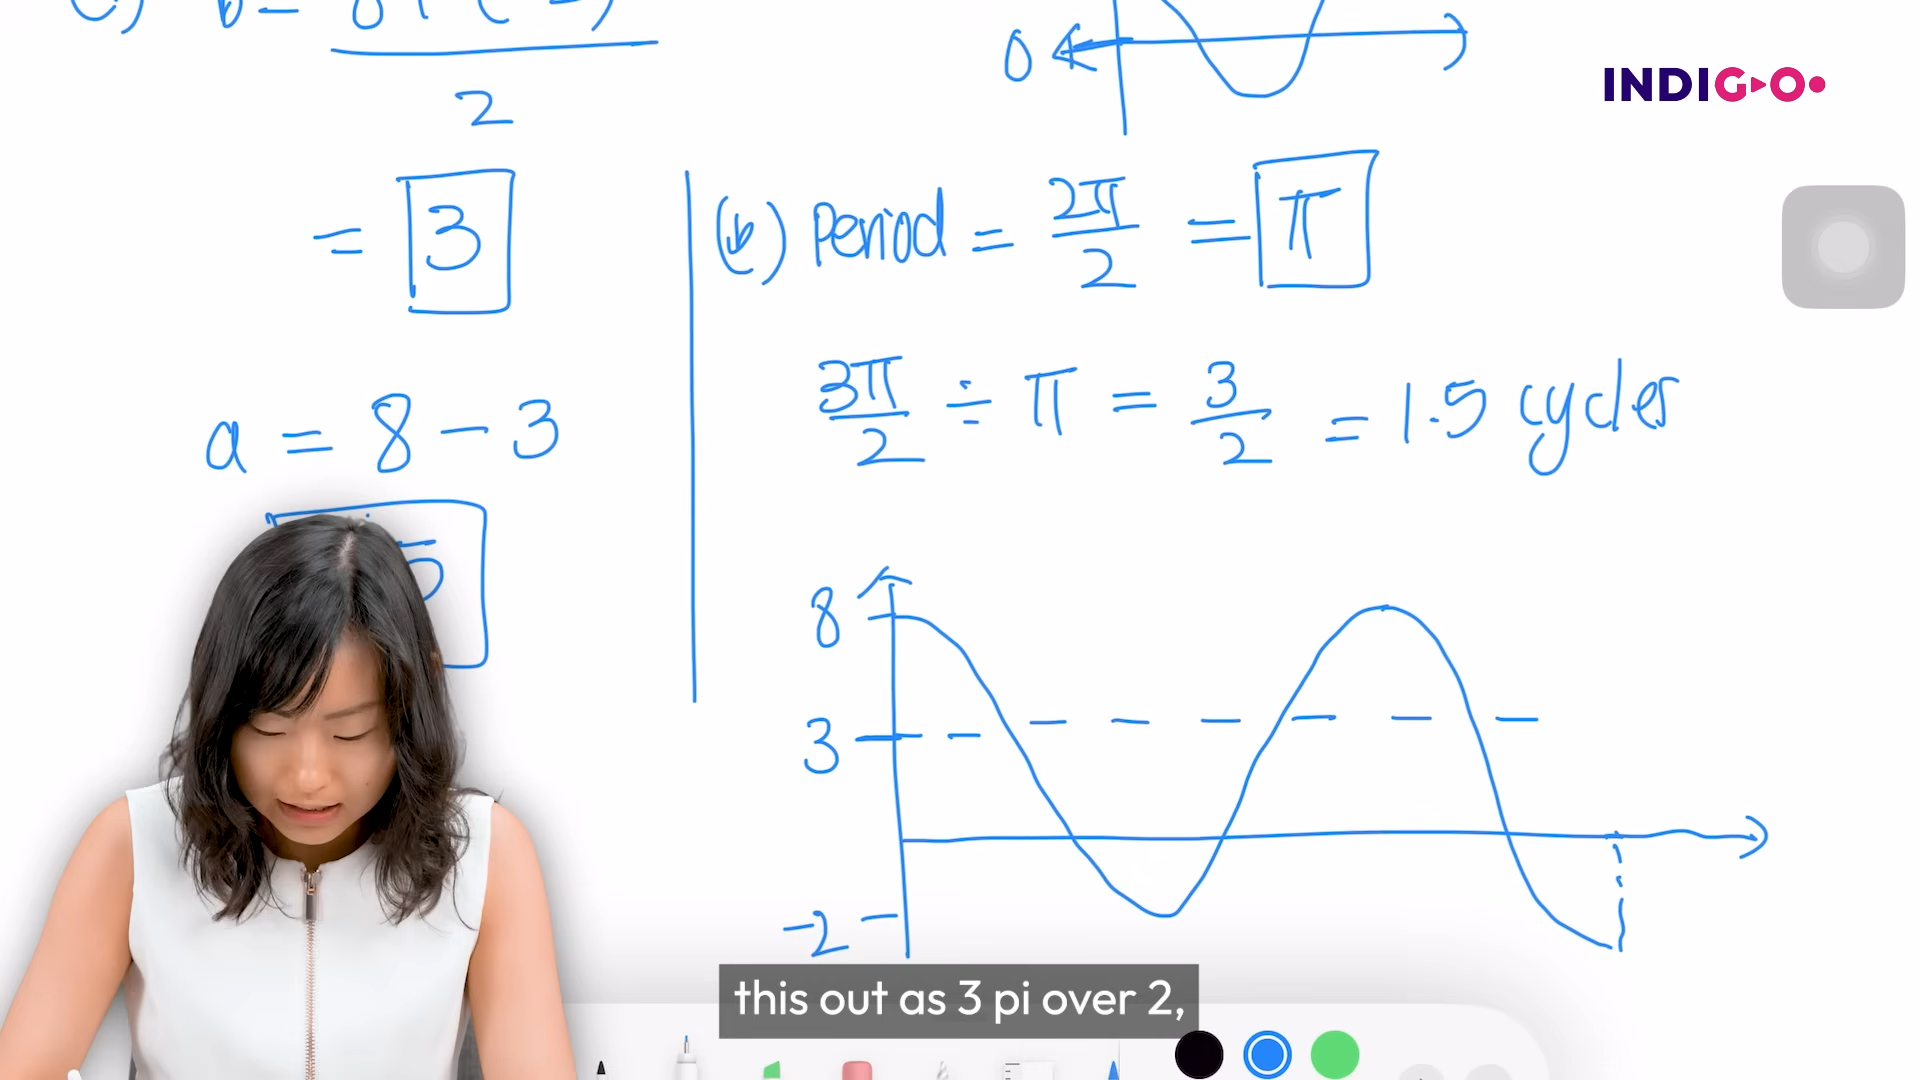 INDIGO
b =
2
= 3
a = 8 - 3
5
0
(b) Period = 2π/2 = π
3π/2 ÷ π = 3/2 = 1.5 cycles
8
3
-2
this out as 3 pi over 2,